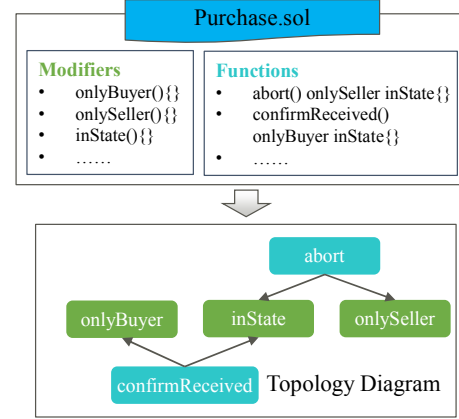 Purchase.sol
Modifiers
• onlyBuyer(){}
• onlySeller(){}
• inState(){}
• ......
Functions
• abort() onlySeller inState{}
• confirmReceived()
onlyBuyer inState{}
• ......
abort
onlyBuyer
inState
onlySeller
confirmReceived
Topology Diagram